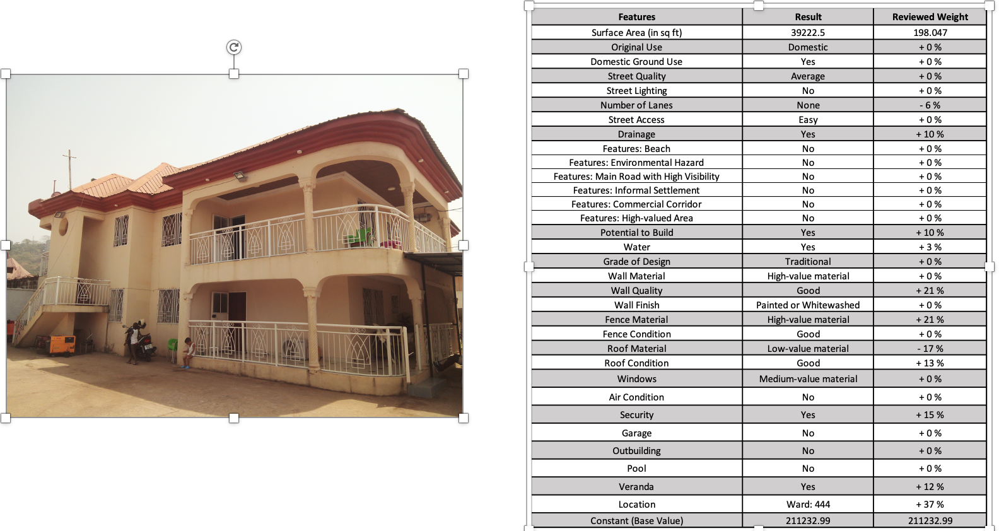 Features Result Reviewed Weight
Surface Area (in sq ft) 39222.5 198.047
Original Use Domestic + 0 %
Domestic Ground Use Yes + 0 %
Street Quality Average + 0 %
Street Lighting No + 0 %
Number of Lanes None - 6 %
Street Access Easy + 0 %
Drainage Yes + 10 %
Features: Beach No + 0 %
Features: Environmental Hazard No + 0 %
Features: Main Road with High Visibility No + 0 %
Features: Informal Settlement No + 0 %
Features: Commercial Corridor No + 0 %
Features: High-valued Area No + 0 %
Potential to Build Yes + 10 %
Water Yes + 3 %
Grade of Design Traditional + 0 %
Wall Material High-value material + 0 %
Wall Quality Good + 21 %
Wall Finish Painted or Whitewashed + 0 %
Fence Material High-value material + 21 %
Fence Condition Good + 0 %
Roof Material Low-value material - 17 %
Roof Condition Good + 13 %
Windows Medium-value material + 0 %
Air Condition No + 0 %
Security Yes + 15 %
Garage No + 0 %
Outbuilding No + 0 %
Pool No + 0 %
Veranda Yes + 12 %
Location Ward: 444 + 37 %
Constant (Base Value) 211232.99 211232.99